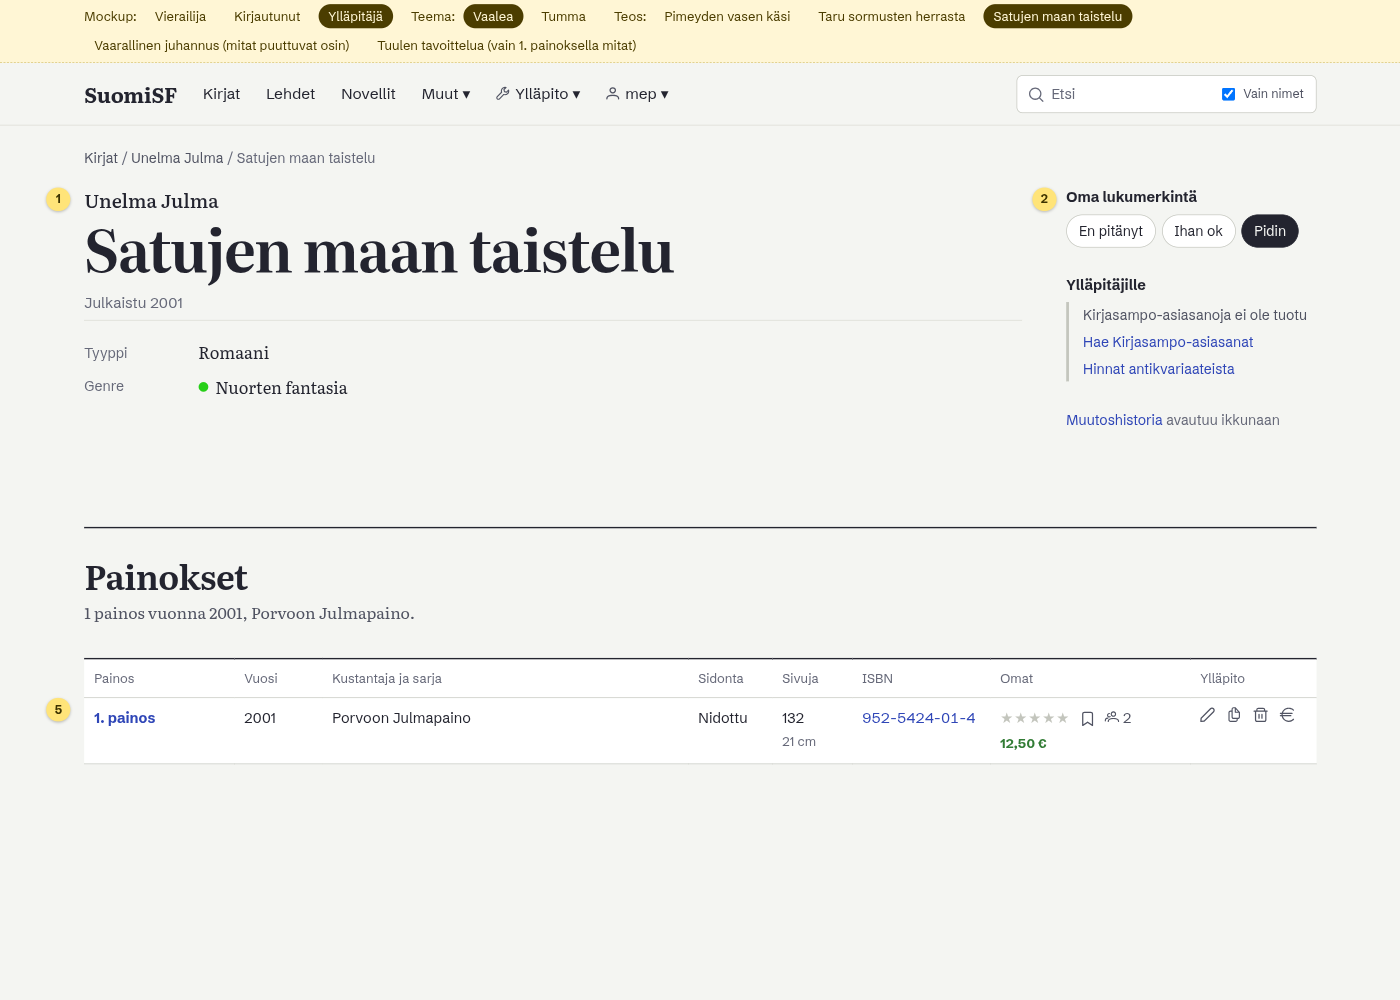 Mockup: Vierailija Kirjautunut Ylläpitäjä Teema: Vaalea Tumma Teos: Pimeyden vasen käsi Taru sormusten herrasta Satujen maan taistelu
Vaarallinen juhannus (mitat puuttuvat osin) Tuulen tavoittelua (vain 1. painoksella mitat)
SuomiSF Kirjat Lehdet Novellit Muut ▾ Ylläpito ▾ mep ▾ Etsi Vain nimet
Kirjat / Unelma Julma / Satujen maan taistelu
1 Unelma Julma
Satujen maan taistelu
Julkaistu 2001
Tyyppi Romaani
Genre Nuorten fantasia
2 Oma lukumerkintä
En pitänyt Ihan ok Pidin
Ylläpitäjille
Kirjasampo-asiasanoja ei ole tuotu
Hae Kirjasampo-asiasanat
Hinnat antikvariaateista
Muutoshistoria avautuu ikkunaan
Painokset
1 painos vuonna 2001, Porvoon Julmapaino.
Painos Vuosi Kustantaja ja sarja Sidonta Sivuja ISBN Omat Ylläpito
5 1. painos 2001 Porvoon Julmapaino Nidottu 132 952-5424-01-4 ★★★★★ 2
21 cm 12,50 €